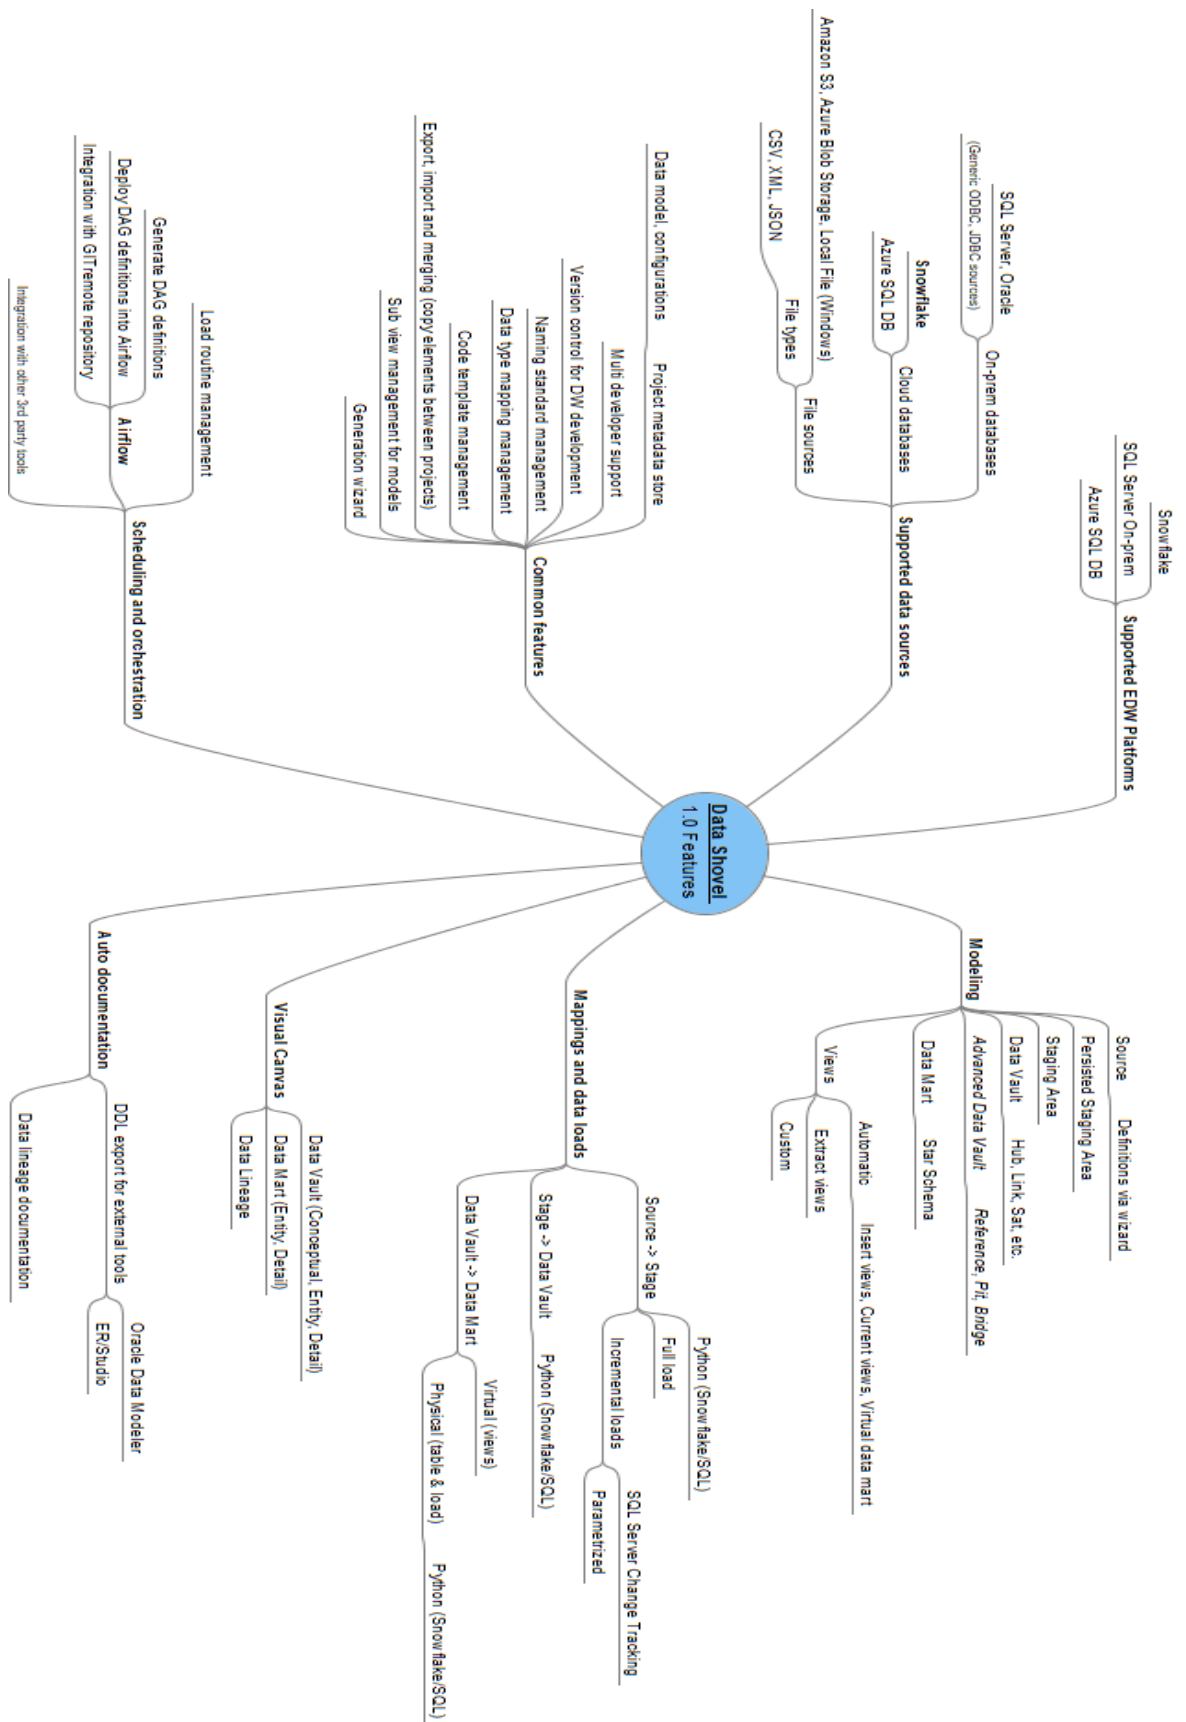 Data Shovel
1.0 Features
Supported EDW Platforms
Snowflake
SQL Server On-prem
Azure SQL DB
Supported data sources
On-prem databases
SQL Server, Oracle
(Generic ODBC, JDBC sources)
Cloud databases
Snowflake
Azure SQL DB
File sources
Amazon S3, Azure Blob Storage, Local File (Windows)
File types
CSV, XML, JSON
Common features
Project metadata store
Data model, configurations
Multi developer support
Version control for DW development
Naming standard management
Data type mapping management
Code template management
Export, import and merging (copy elements between projects)
Sub view management for models
Generation wizard
Scheduling and orchestration
Load routine management
Airflow
Generate DAG definitions
Deploy DAG definitions into Airflow
Integration with GIT remote repository
Integration with other 3rd party tools
Modeling
Source
Definitions via wizard
Persisted Staging Area
Staging Area
Data Vault
Hub, Link, Sat, etc.
Advanced Data Vault
Reference, Pit, Bridge
Data Mart
Star Schema
Views
Automatic
Insert views, Current views, Virtual data mart
Extract views
Custom
Mappings and data loads
Source -> Stage
Python (Snowflake/SQL)
Full load
Incremental loads
SQL Server Change Tracking
Parametrized
Stage -> Data Vault
Python (Snowflake/SQL)
Data Vault -> Data Mart
Virtual (views)
Physical (table & load)
Python (Snowflake/SQL)
Visual Canvas
Data Vault (Conceptual, Entity, Detail)
Data Mart (Entity, Detail)
Data Lineage
Auto documentation
DDL export for external tools
Oracle Data Modeler
ER/Studio
Data lineage documentation